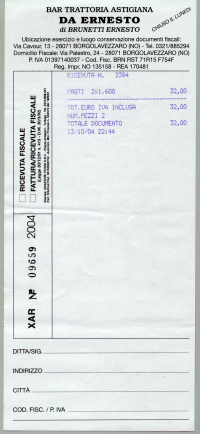 BAR TRATTORIA ASTIGIANA
DA ERNESTO
di BRUNETTI ERNESTO
CHIUSO IL LUNEDI
Ubicazione esercizio e luogo conservazione documenti fiscali:
Via Cavour, 13 - 28071 BORGOLAVEZZARO (NO) - Tel. 0321/885294
Domicilio Fiscale: Via Palestro, 24 - 28071 BORGOLAVEZZARO (NO)
P. IVA 01397140037 - Cod. Fisc. BRN RST 71R15 F754F
Reg. Impr. NO 135158 - REA 170481
RICEVUTA N. 2304
PASTI 2x1.600 32,00
TOT.EURO IVA INCLUSA 32,00
NUM.PEZZI 2
TOTALE DOCUMENTO 32,00
13/10/04 22:44
RICEVUTA FISCALE
FATTURA/RICEVUTA FISCALE
XAR Nº 09659 2004
DITTA/SIG.
INDIRIZZO
CITTÀ
COD. FISC. / P. IVA